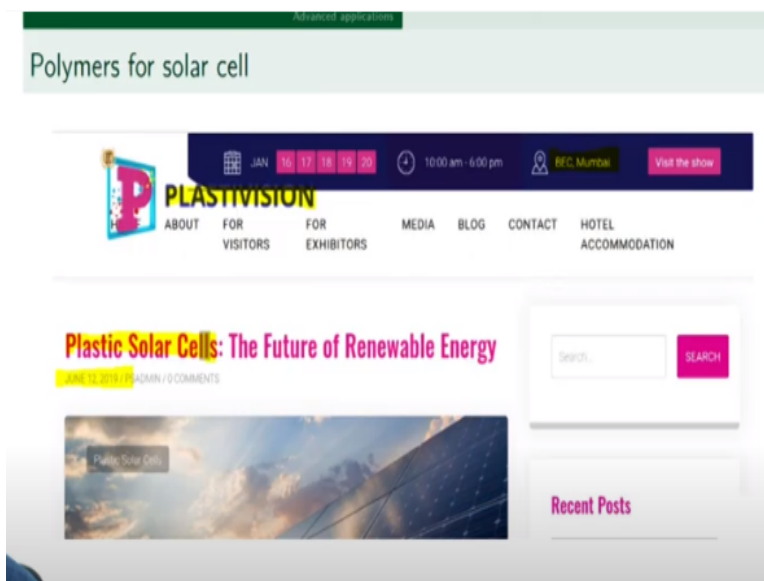 Advanced applications
Polymers for solar cell
JAN 16 17 18 19 20 10:00 am - 6:00 pm BEC, Mumbai Visit the show
P
PLASTIVISION
ABOUT FOR VISITORS FOR EXHIBITORS MEDIA BLOG CONTACT HOTEL ACCOMMODATION
Plastic Solar Cells: The Future of Renewable Energy
JUNE 12, 2019 / PSADMIN / 0 COMMENTS
Search... SEARCH
Plastic Solar Cells
Recent Posts